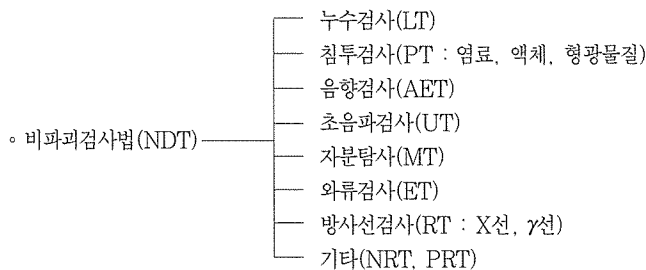 누수검사(LT)
침투검사(PT : 염료, 액체, 형광물질)
음향검사(AET)
초음파검사(UT)
∘ 비파괴검사법(NDT)
자분탐사(MT)
와류검사(ET)
방사선검사(RT : X선, γ선)
기타(NRT, PRT)